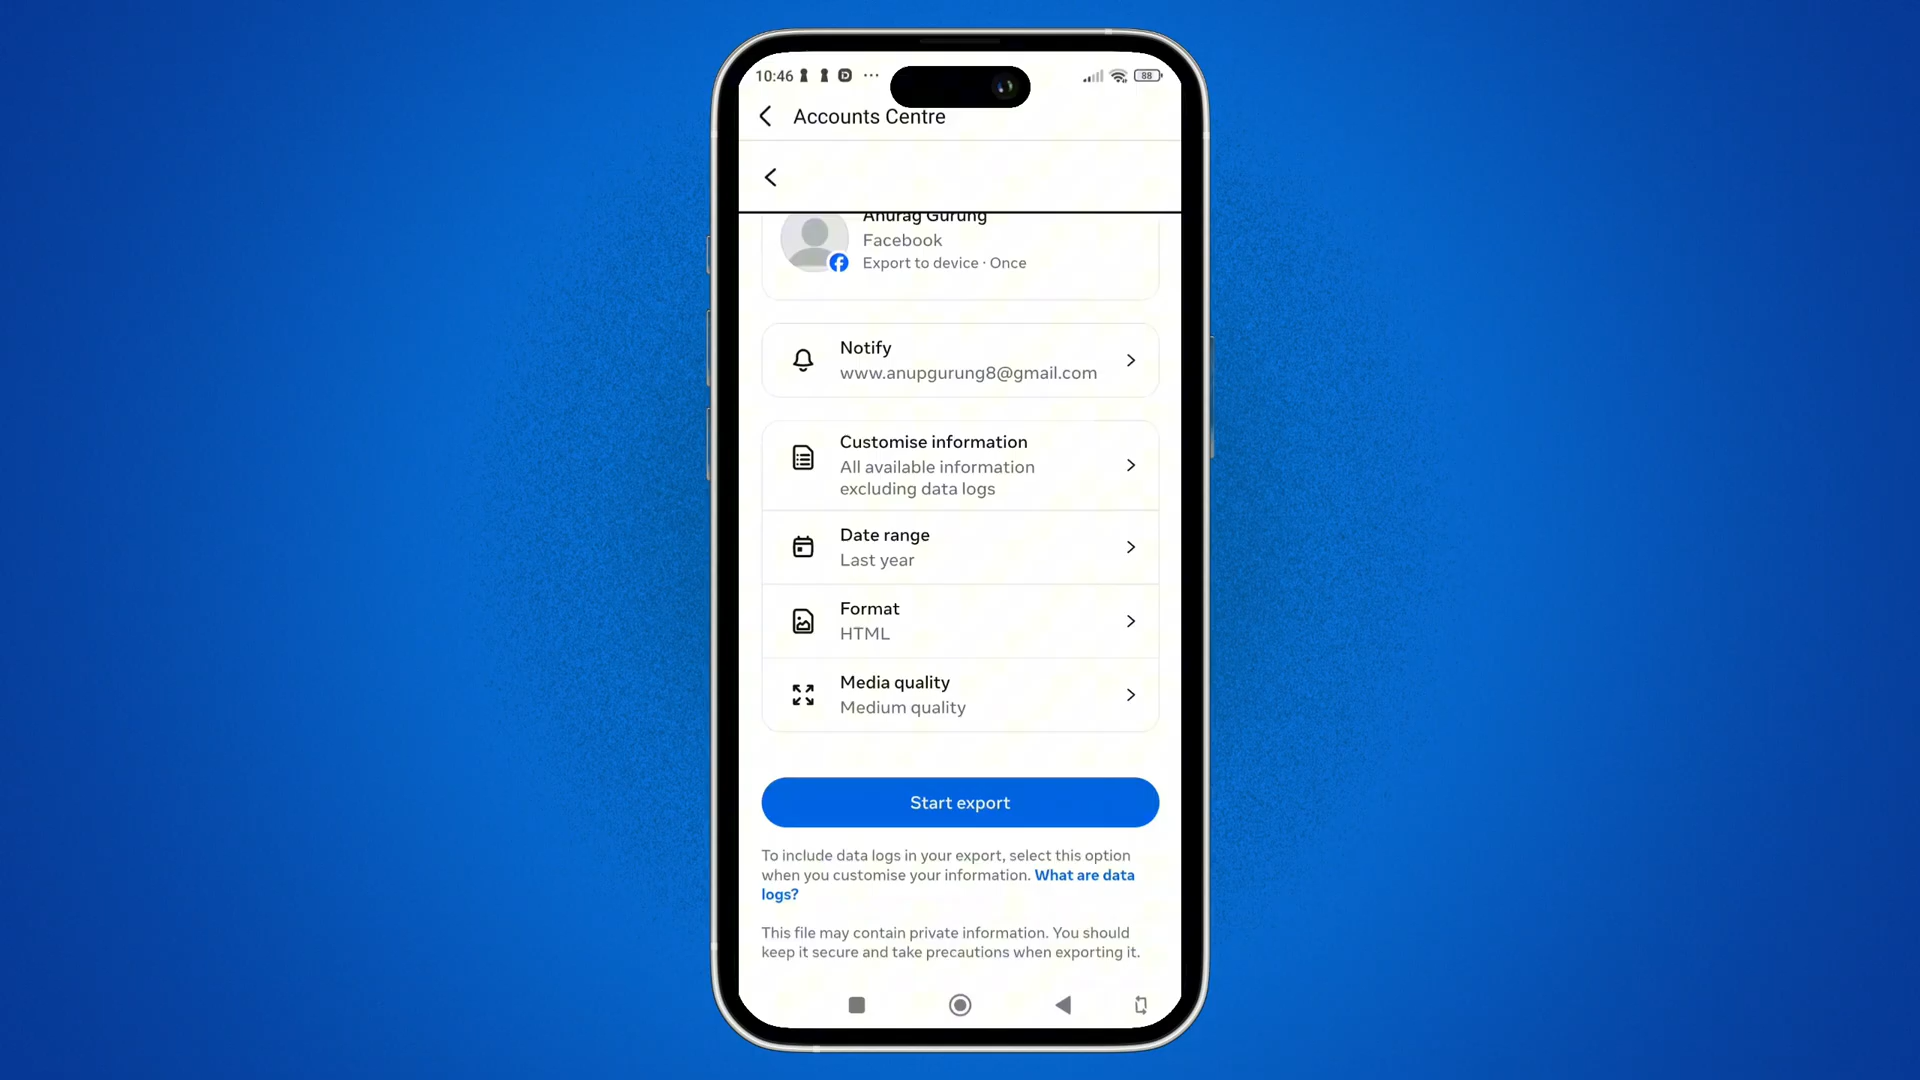 10:46
88
Accounts Centre
Anurag Gurung
Facebook
Export to device · Once
Notify
www.anupgurung8@gmail.com
Customise information
All available information
excluding data logs
Date range
Last year
Format
HTML
Media quality
Medium quality
Start export
To include data logs in your export, select this option
when you customise your information. What are data
logs?
This file may contain private information. You should
keep it secure and take precautions when exporting it.